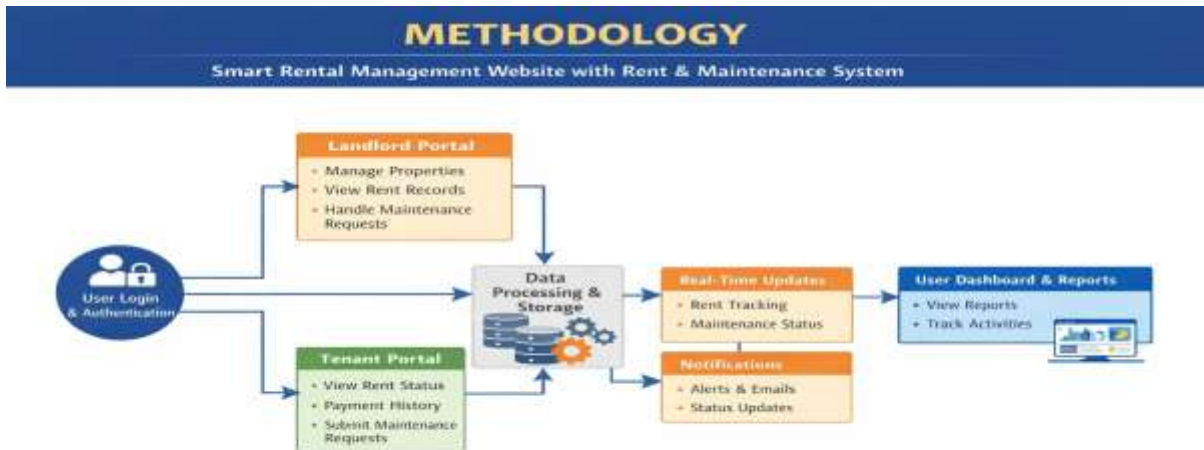 METHODOLOGY
Smart Rental Management Website with Rent & Maintenance System
Landlord Portal
• Manage Properties
• View Rent Records
• Handle Maintenance
Requests
User Login
& Authentication
Data
Processing &
Storage
Real-Time Updates
• Rent Tracking
• Maintenance Status
User Dashboard & Reports
• View Reports
• Track Activities
Tenant Portal
• View Rent Status
• Payment History
• Submit Maintenance
Requests
Notifications
• Alerts & Emails
• Status Updates